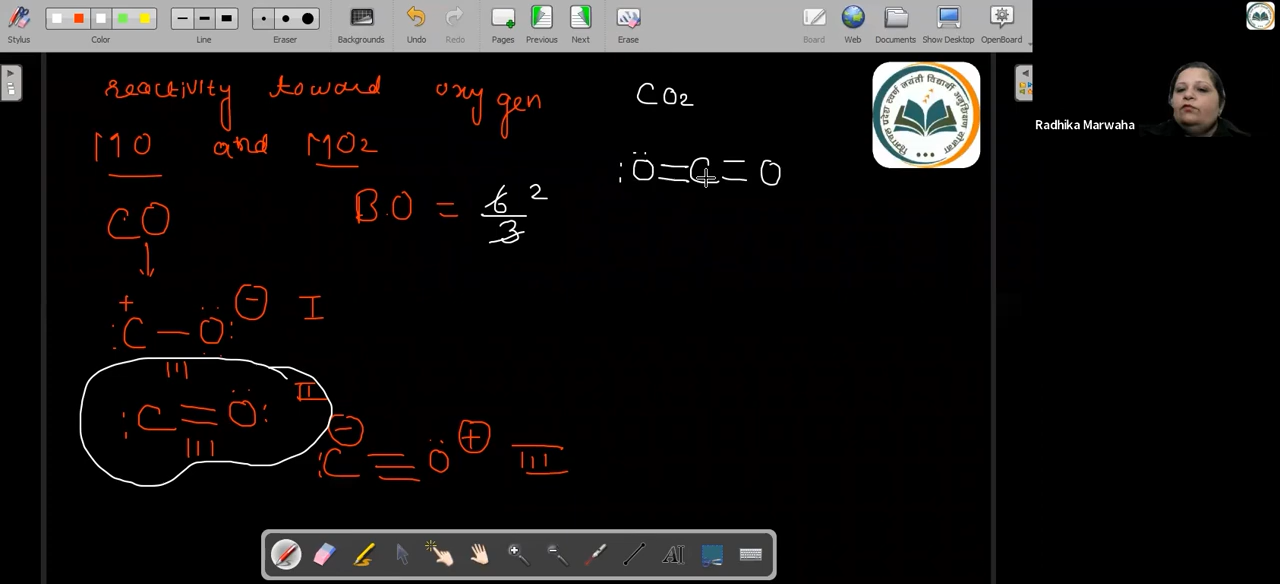 Stylus
Color
Line
Eraser
Backgrounds
Undo
Redo
Pages
Previous
Next
Erase
Board
Web
Documents
Show Desktop
OpenBoard
reactivity toward oxygen
MO and MO2
CO
B.O = 6/3 2
+
:C — Ö: ⊖ I
:C = Ö: II
⊖ :C ≡ Ö ⊕ III
CO2
:Ö = C = O
Radhika Marwaha
AI